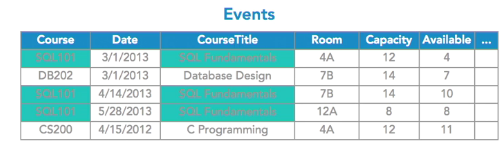 Events
Course Date CourseTitle Room Capacity Available ...
SQL101 3/1/2013 SQL Fundamentals 4A 12 4
DB202 3/1/2013 Database Design 7B 14 7
SQL101 4/14/2013 SQL Fundamentals 7B 14 10
SQL101 5/28/2013 SQL Fundamentals 12A 8 8
CS200 4/15/2012 C Programming 4A 12 11